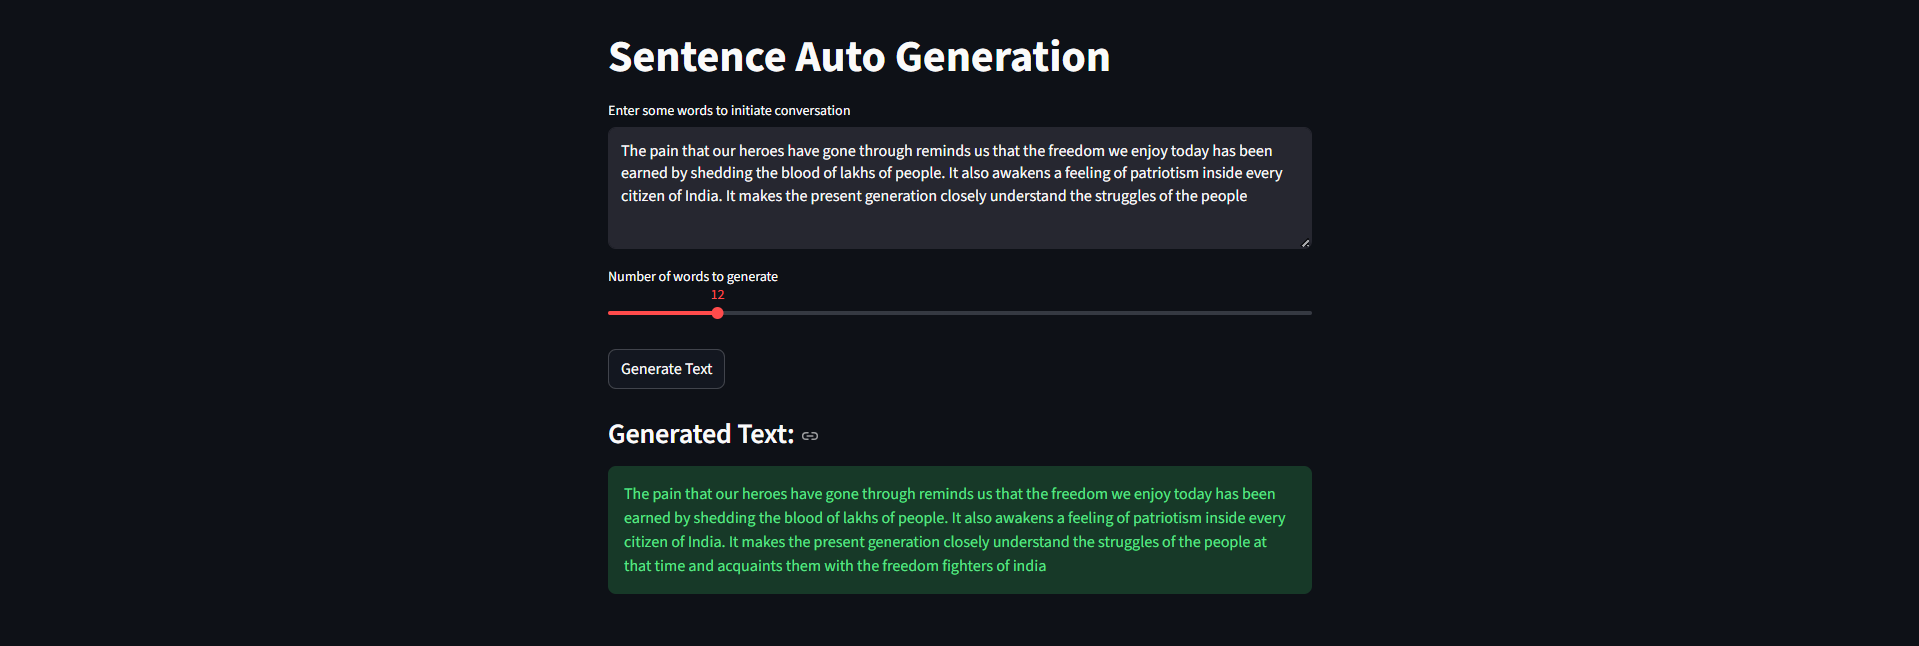 Sentence Auto Generation
Enter some words to initiate conversation
The pain that our heroes have gone through reminds us that the freedom we enjoy today has been
earned by shedding the blood of lakhs of people. It also awakens a feeling of patriotism inside every
citizen of India. It makes the present generation closely understand the struggles of the people
Number of words to generate
12
Generate Text
Generated Text:
The pain that our heroes have gone through reminds us that the freedom we enjoy today has been
earned by shedding the blood of lakhs of people. It also awakens a feeling of patriotism inside every
citizen of India. It makes the present generation closely understand the struggles of the people at
that time and acquaints them with the freedom fighters of india